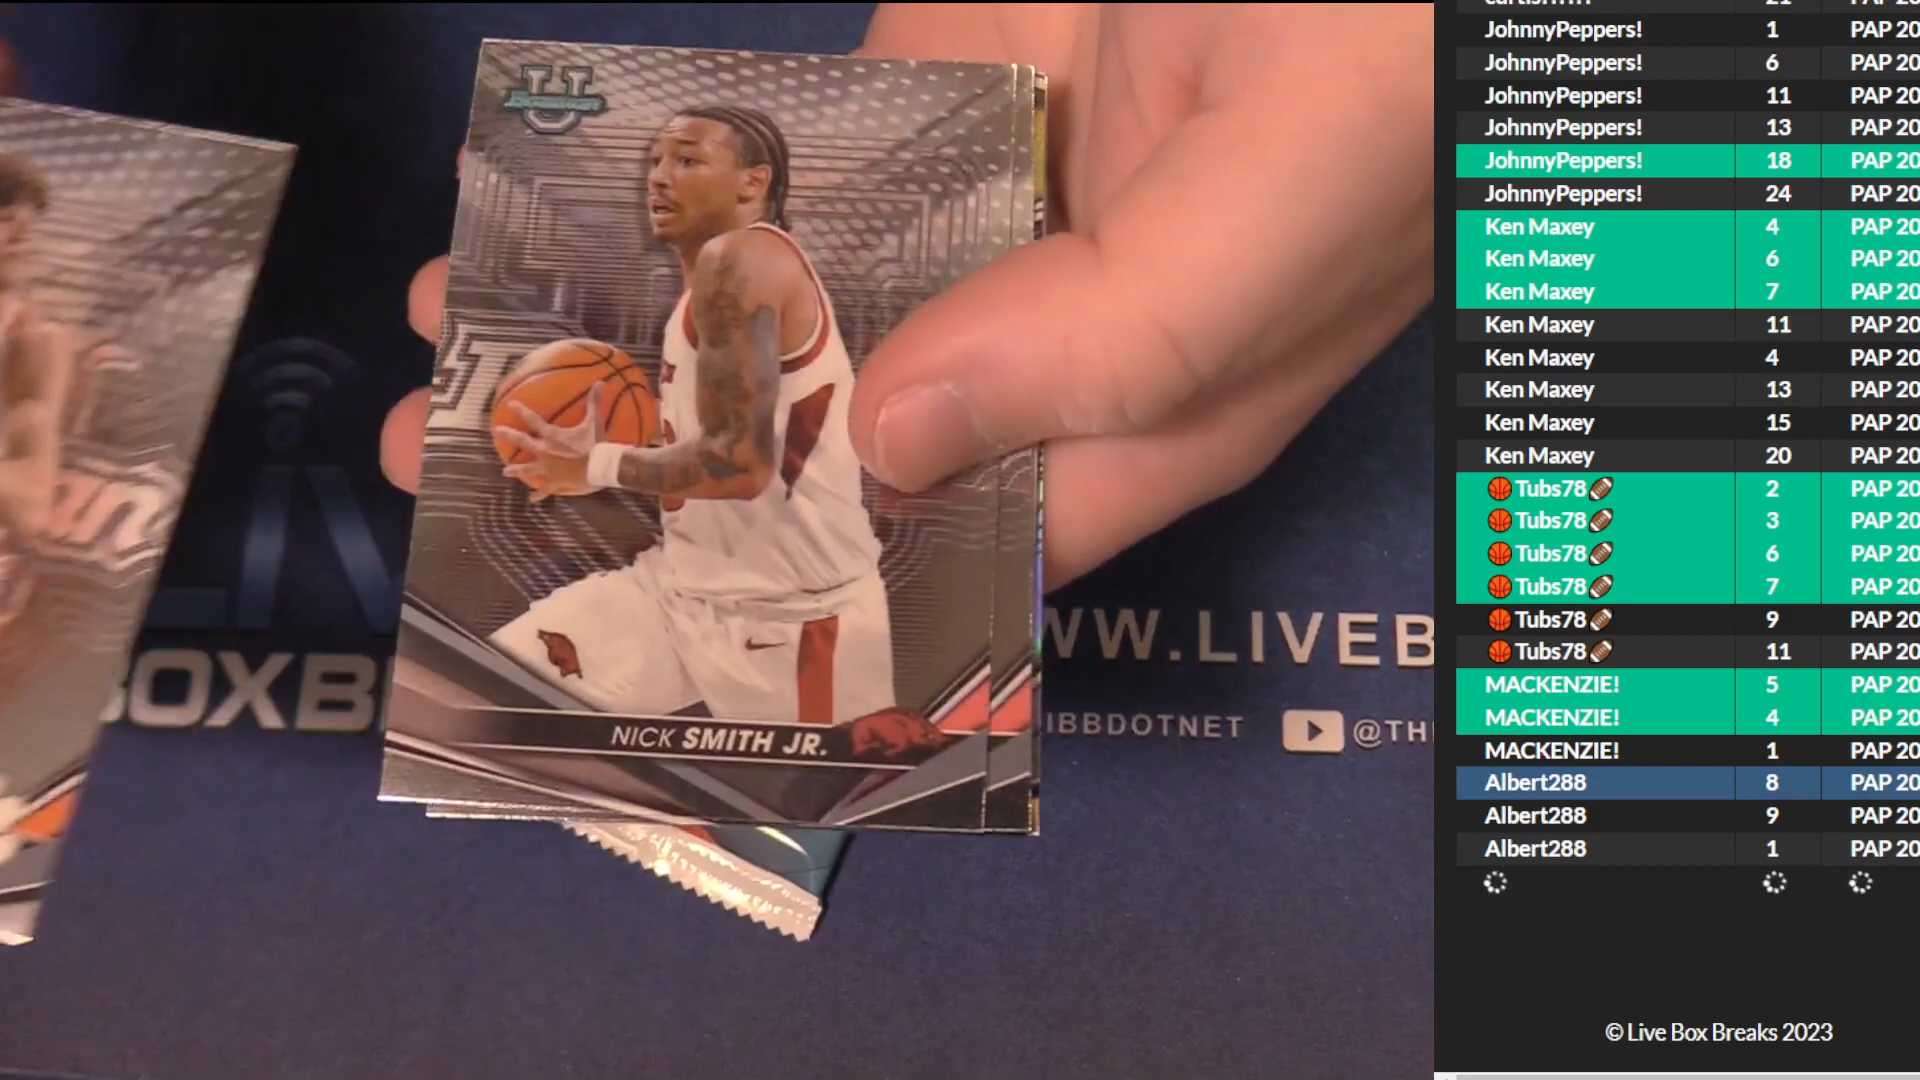 Bowman
U
NICK SMITH JR.
LIV
BOXB
WW.LIVEB
IBBDOTNET
@TH
JohnnyPeppers! 1 PAP 20
JohnnyPeppers! 6 PAP 20
JohnnyPeppers! 11 PAP 20
JohnnyPeppers! 13 PAP 20
JohnnyPeppers! 18 PAP 20
JohnnyPeppers! 24 PAP 20
Ken Maxey 4 PAP 20
Ken Maxey 6 PAP 20
Ken Maxey 7 PAP 20
Ken Maxey 11 PAP 20
Ken Maxey 4 PAP 20
Ken Maxey 13 PAP 20
Ken Maxey 15 PAP 20
Ken Maxey 20 PAP 20
🏀Tubs78🏈 2 PAP 20
🏀Tubs78🏈 3 PAP 20
🏀Tubs78🏈 6 PAP 20
🏀Tubs78🏈 7 PAP 20
🏀Tubs78🏈 9 PAP 20
🏀Tubs78🏈 11 PAP 20
MACKENZIE! 5 PAP 20
MACKENZIE! 4 PAP 20
MACKENZIE! 1 PAP 20
Albert288 8 PAP 20
Albert288 9 PAP 20
Albert288 1 PAP 20
© Live Box Breaks 2023